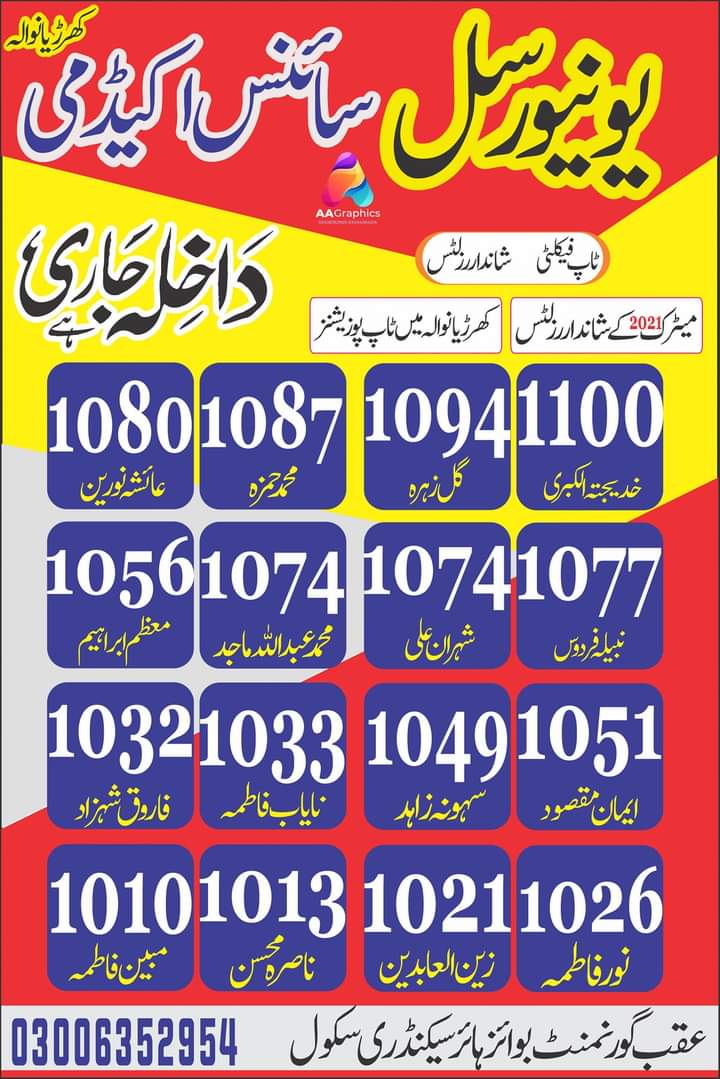 کھرڑیانوالہ
یونیورسل سائنس اکیڈمی
AAGraphics
ٹاپ فیکلٹی شاندار رزلٹس
داخلہ جاری ہے
میٹرک 2021 کے شاندار رزلٹس
کھرڑیانوالہ میں ٹاپ پوزیشنز
1100 1094 1087 1080
خدیجتہ الکبریٰ گل زہرہ محمد حمزہ عائشہ نورین
1077 1074 1074 1056
نبیلہ فردوس شہران علی محمد عبداللہ ماجد معظم ابراہیم
1051 1049 1033 1032
ایمان مقصود سہونہ زاہد نایاب فاطمہ فاروق شہزاد
1026 1021 1013 1010
نور فاطمہ زین العابدین ناصرہ محسن مبین فاطمہ
عقب گورنمنٹ بوائز ہائر سیکنڈری سکول 03006352954